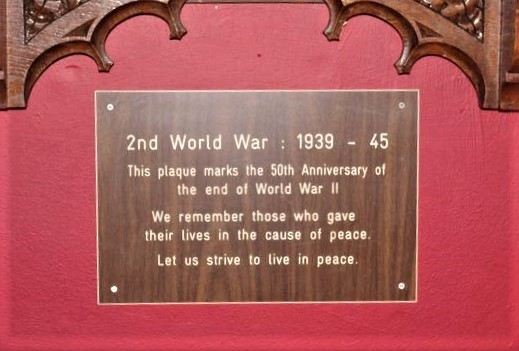 2nd World War : 1939 - 45
This plaque marks the 50th Anniversary of
the end of World War II
We remember those who gave
their lives in the cause of peace.
Let us strive to live in peace.